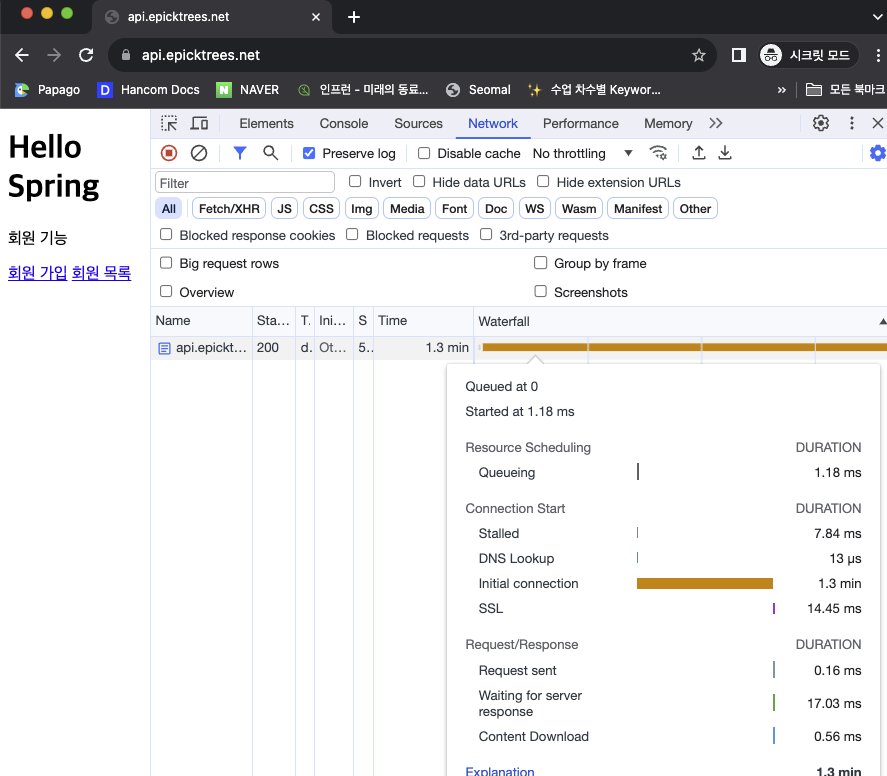 api.epicktrees.net
api.epicktrees.net
시크릿 모드
Papago
Hancom Docs
NAVER
인프런 - 미래의 동료...
Seomal
수업 차수별 Keywor...
»
모든 북마크
Hello
Spring
회원 기능
회원 가입 회원 목록
Elements
Console
Sources
Network
Performance
Memory
Preserve log
Disable cache
No throttling
Filter
Invert
Hide data URLs
Hide extension URLs
All
Fetch/XHR
JS
CSS
Img
Media
Font
Doc
WS
Wasm
Manifest
Other
Blocked response cookies
Blocked requests
3rd-party requests
Big request rows
Group by frame
Overview
Screenshots
Name Sta... T. Ini... S Time Waterfall
api.epickt... 200 d. Ot... 5.. 1.3 min
Queued at 0
Started at 1.18 ms
Resource Scheduling DURATION
Queueing 1.18 ms
Connection Start DURATION
Stalled 7.84 ms
DNS Lookup 13 μs
Initial connection 1.3 min
SSL 14.45 ms
Request/Response DURATION
Request sent 0.16 ms
Waiting for server
response 17.03 ms
Content Download 0.56 ms
Explanation 1.3 min